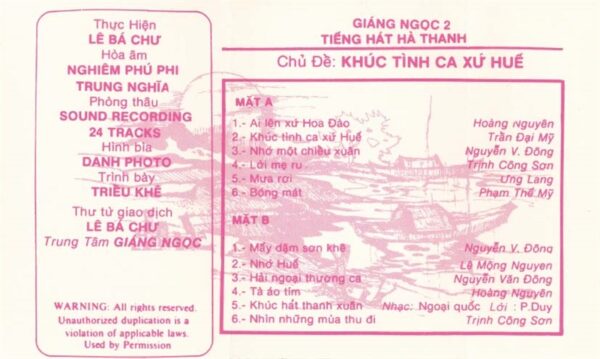 Thực Hiện
LÊ BÁ CHƯ
Hòa âm
NGHIÊM PHÚ PHI
TRUNG NGHĨA
Phòng thâu
SOUND RECORDING
24 TRACKS
Hình bìa
DANH PHOTO
Trình bày
TRIỀU KHÊ
Thư từ giao dịch
LÊ BÁ CHƯ
Trung Tâm GIÁNG NGỌC
WARNING: All rights reserved.
Unauthorized duplication is a
violation of applicable laws.
Used by Permission
GIÁNG NGỌC 2
TIẾNG HÁT HÀ THANH
Chủ Đề: KHÚC TÌNH CA XỨ HUẾ
MẶT A
1.- Ai lên xứ Hoa Đào Hoàng Nguyên
2.- Khúc tình ca xứ Huế Trần Đại Mỹ
3.- Nhớ một chiều xuân Nguyễn V. Đông
4.- Lời mẹ ru Trịnh Công Sơn
5.- Mưa rơi Ưng Lang
6.- Bóng mát Phạm Thế Mỹ
MẶT B
1.- Mấy dặm sơn khê Nguyễn V. Đông
2.- Nhớ Huế Lê Mộng Nguyen
3.- Hải ngoại thương ca Nguyễn Văn Đông
4.- Tà áo tím Hoàng Nguyên
5.- Khúc hát thanh xuân Nhạc: Ngoại quốc Lời : P.Duy
6.- Nhìn những mùa thu đi Trịnh Công Sơn